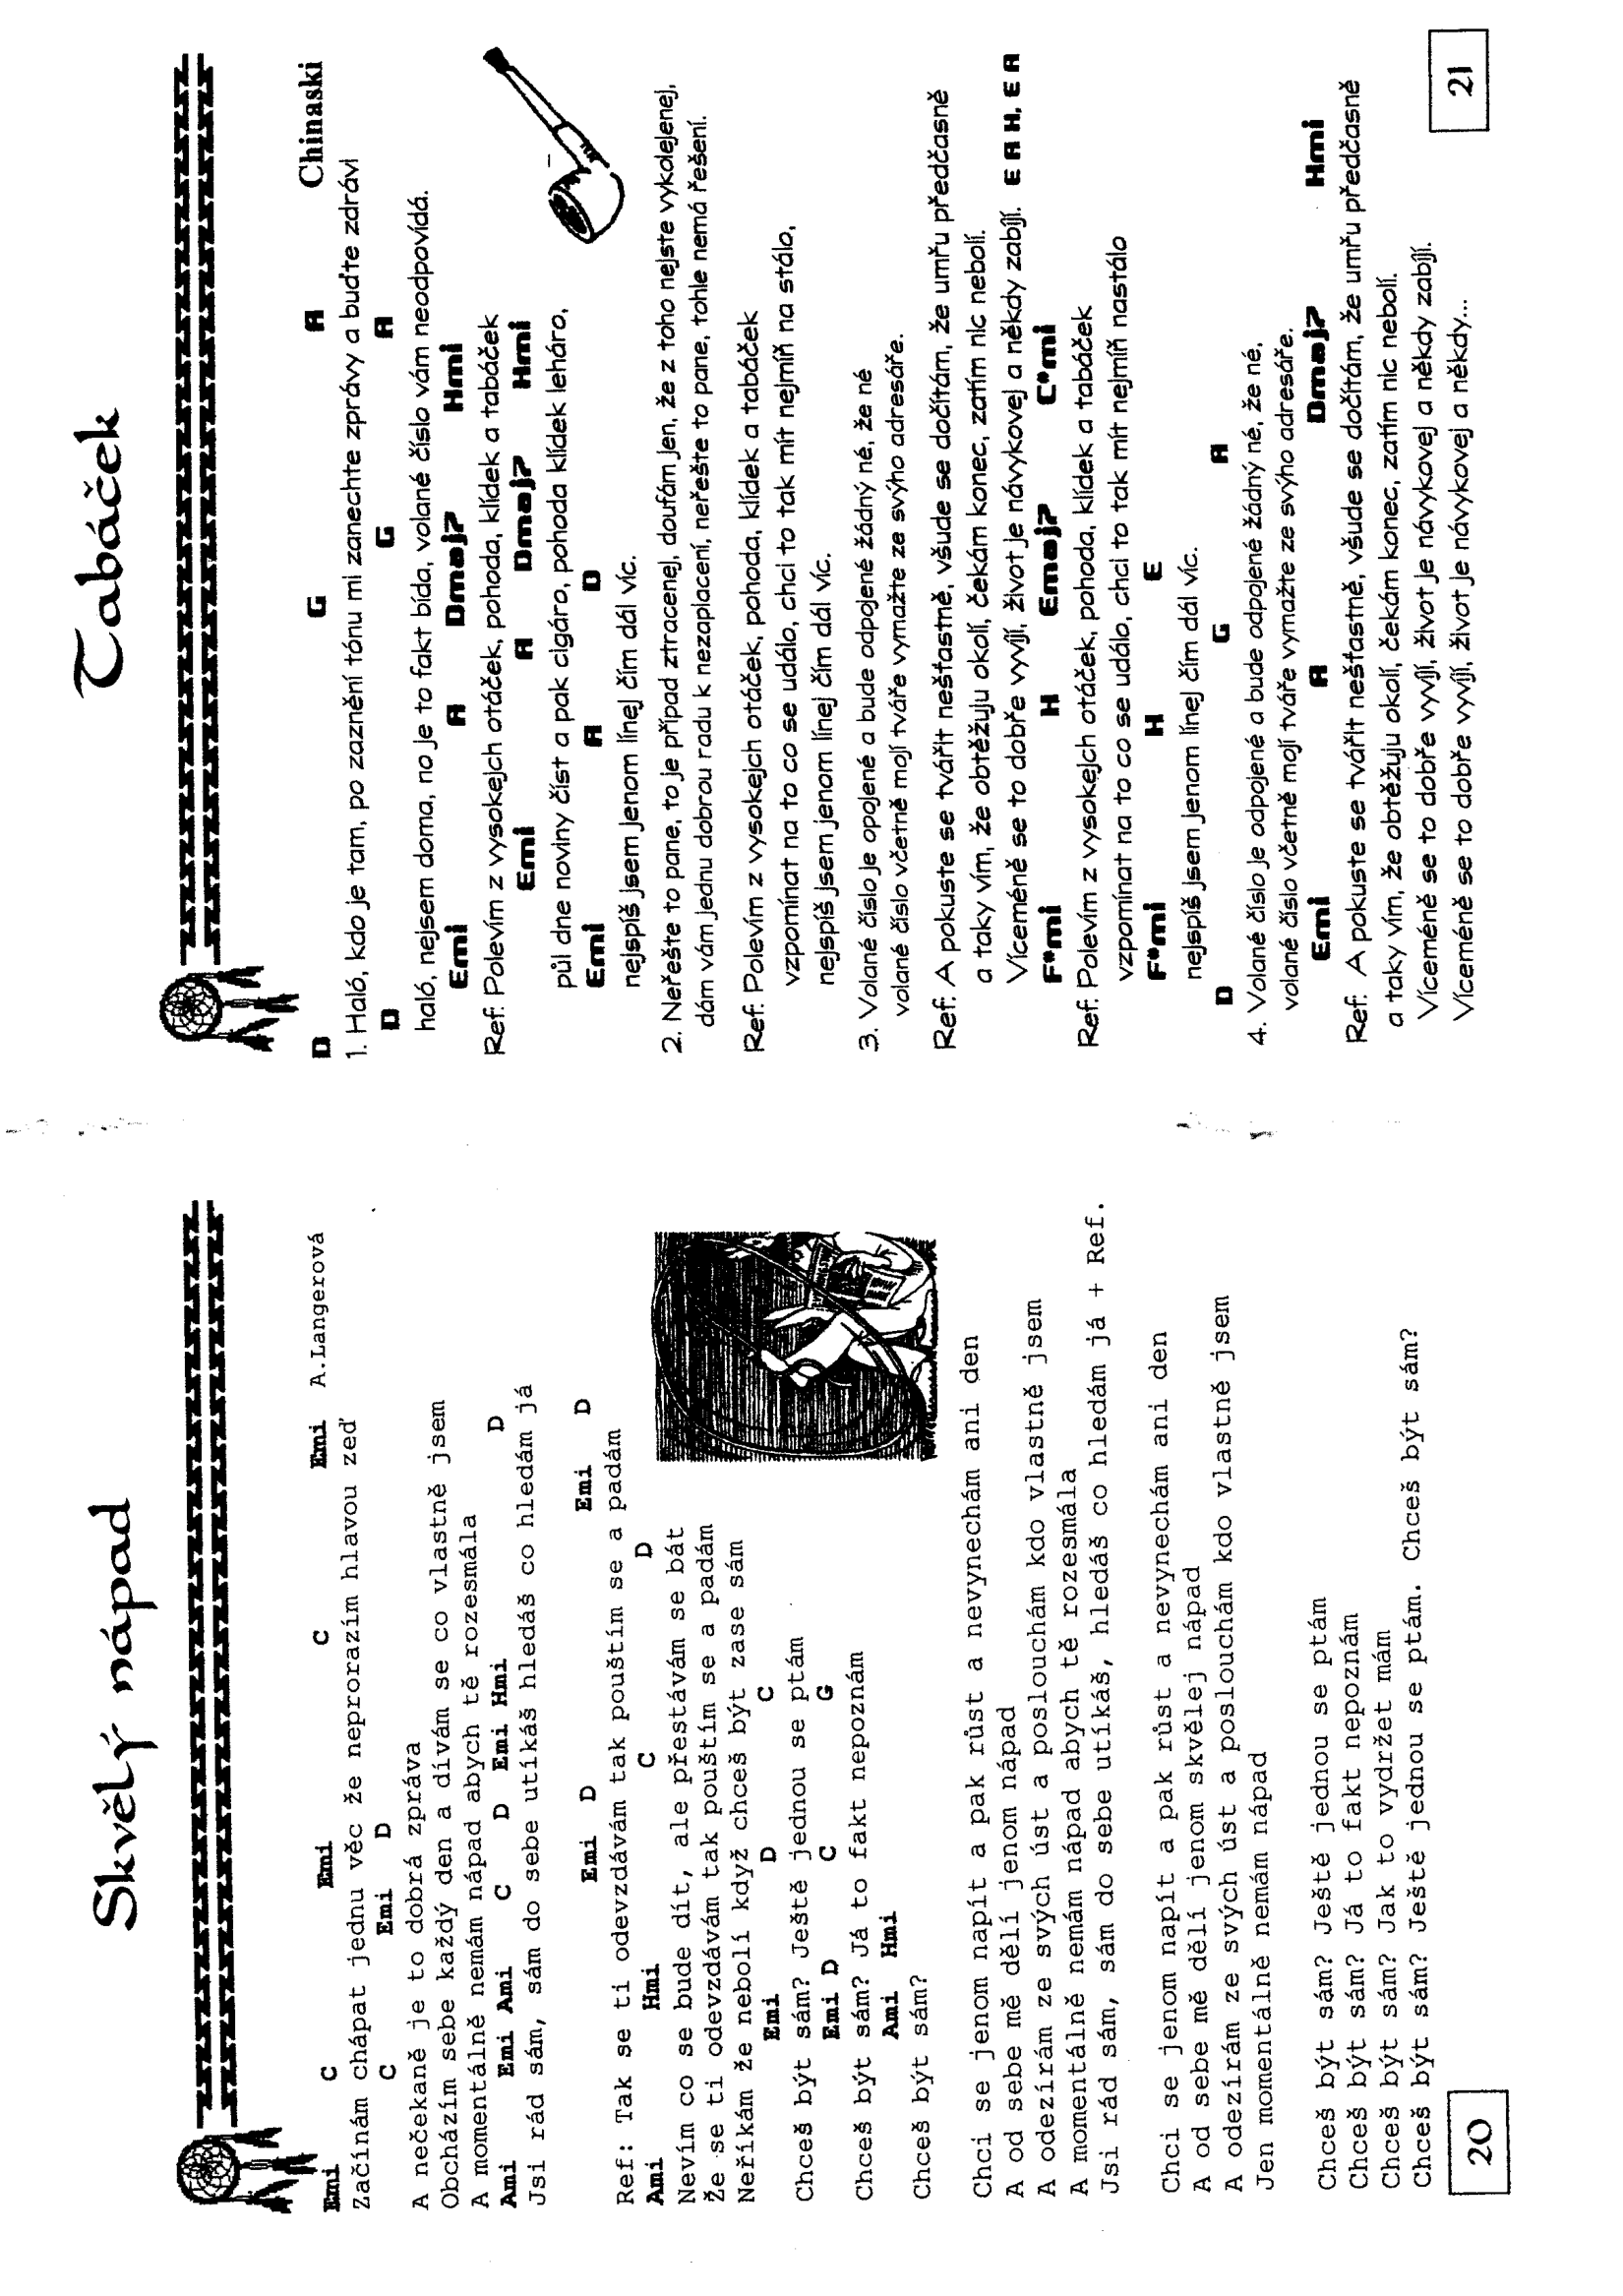 Skvělý nápad
Emi C Emi C Emi A.Langerová
Začínám chápat jednu věc že neprorazím hlavou zeď
C Emi D
A nečekaně je to dobrá zpráva
Obcházím sebe každý den a dívám se co vlastně jsem
A momentálně nemám nápad abych tě rozesmála
Ami Emi Ami C D Emi Hmi D
Jsi rád sám, sám do sebe utíkáš hledáš co hledám já
Emi D Emi D
Ref: Tak se ti odevzdávám tak pouštím se a padám
Ami Hmi C D
Nevím co se bude dít, ale přestávám se bát
Že se ti odevzdávám tak pouštím se a padám
Neříkám že nebolí když chceš být zase sám
Emi D C
Chceš být sám? Ještě jednou se ptám
Emi D C G
Chceš být sám? Já to fakt nepoznám
Ami Hmi
Chceš být sám?
Chci se jenom napít a pak růst a nevynechám ani den
A od sebe mě dělí jenom nápad
A odezírám ze svých úst a poslouchám kdo vlastně jsem
A momentálně nemám nápad abych tě rozesmála
Jsi rád sám, sám do sebe utíkáš, hledáš co hledám já + Ref.
Chci se jenom napít a pak růst a nevynechám ani den
A od sebe mě dělí jenom skvělej nápad
A odezírám ze svých úst a poslouchám kdo vlastně jsem
Jen momentálně nemám nápad
Chceš být sám? Ještě jednou se ptám
Chceš být sám? Já to fakt nepoznám
Chceš být sám? Jak to vydržet mám
Chceš být sám? Ještě jednou se ptám. Chceš být sám?
20
Tabáček
Chinaski
D G A
1. Haló, kdo je tam, po zaznění tónu mi zanechte zprávy a buďte zdrávi
D G A
haló, nejsem doma, no je to fakt bída, volané číslo vám neodpovídá.
Emi A Dmaj7 Hmi
Ref. Polevím z vysokejch otáček, pohoda, klídek a tabáček
Emi A Dmaj7 Hmi
půl dne noviny číst a pak cigáro, pohoda klídek leháro,
Emi A D
nejspíš jsem jenom línej čím dál víc.
2. Neřešte to pane, to je případ ztracenej, doufám jen, že z toho nejste vykolejenej,
dám vám jednu dobrou radu k nezaplacení, neřešte to pane, tohle nemá řešení.
Ref. Polevím z vysokejch otáček, pohoda, klídek a tabáček
vzpomínat na to co se událo, chci to tak mít nejmíň na stálo,
nejspíš jsem jenom línej čím dál víc.
3. Volané číslo je opojené a bude odpojené žádný né, že né
volané číslo včetně mojí tváře vymažte ze svýho adresáře.
Ref. A pokuste se tvářit nešťastně, všude se dočítám, že umřu předčasně
a taky vím, že obtěžuju okolí, čekám konec, zatím nic nebolí.
Víceméně se to dobře vyvíjí, život je návykovej a někdy zabíjí. E A H, E A
F#mi H Emaj7 C#mi
Ref. Polevím z vysokejch otáček, pohoda, klídek a tabáček
vzpomínat na to co se událo, chci to tak mít nejmíň nastálo
F#mi H E
nejspíš jsem jenom línej čím dál víc.
D G A
4. Volané číslo je odpojené a bude odpojené žádný né, že né,
volané číslo včetně mojí tváře vymažte ze svýho adresáře.
Emi A Dmaj7 Hmi
Ref. A pokuste se tvářit nešťastně, všude se dočítám, že umřu předčasně
a taky vím, že obtěžuju okolí, čekám konec, zatím nic nebolí.
Víceméně se to dobře vyvíjí, život je návykovej a někdy zabíjí.
Víceméně se to dobře vyvíjí, život je návykovej a někdy...
21